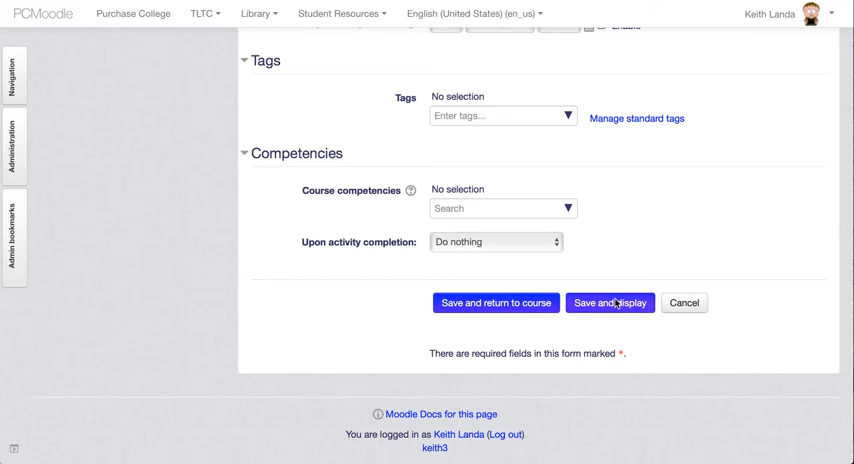 PCMoodle Purchase College TLTC Library Student Resources English (United States) (en_us) Keith Landa
Navigation
Administration
Admin bookmarks
Enable
Tags
Tags No selection
Enter tags... Manage standard tags
Competencies
Course competencies ? No selection
Search
Upon activity completion: Do nothing
Save and return to course Save and display Cancel
There are required fields in this form marked *.
Moodle Docs for this page
You are logged in as Keith Landa (Log out)
keith3